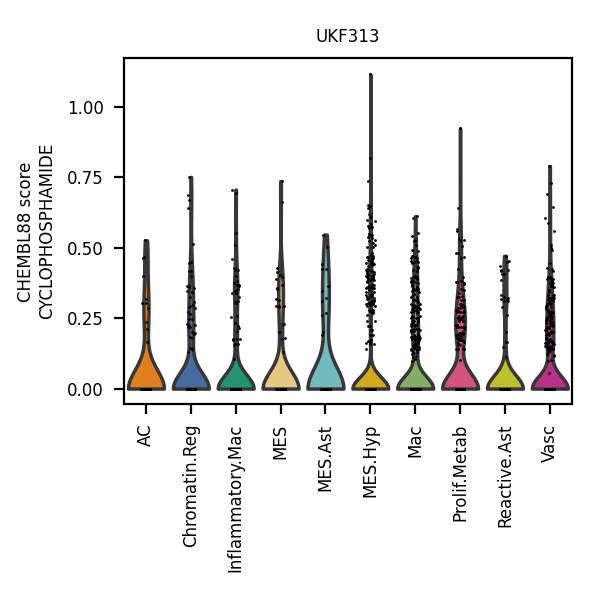 UKF313
CHEMBL88 score
CYCLOPHOSPHAMIDE
1.00
0.75
0.50
0.25
0.00
AC
Chromatin.Reg
Inflammatory.Mac
MES
MES.Ast
MES.Hyp
Mac
Prolif.Metab
Reactive.Ast
Vasc